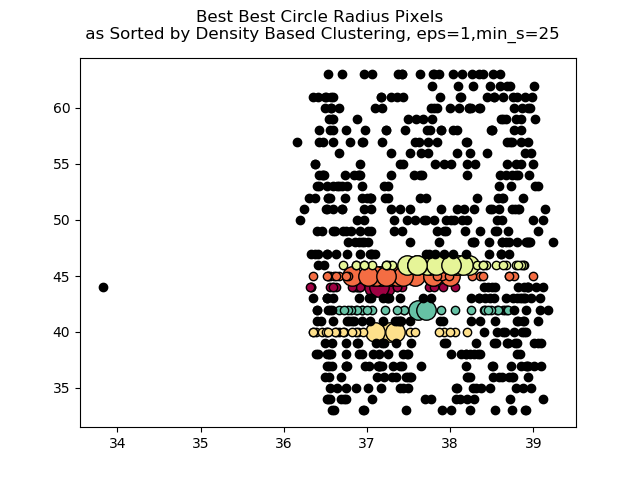 Best Best Circle Radius Pixels
as Sorted by Density Based Clustering, eps=1,min_s=25
60
55
50
45
40
35
34 35 36 37 38 39